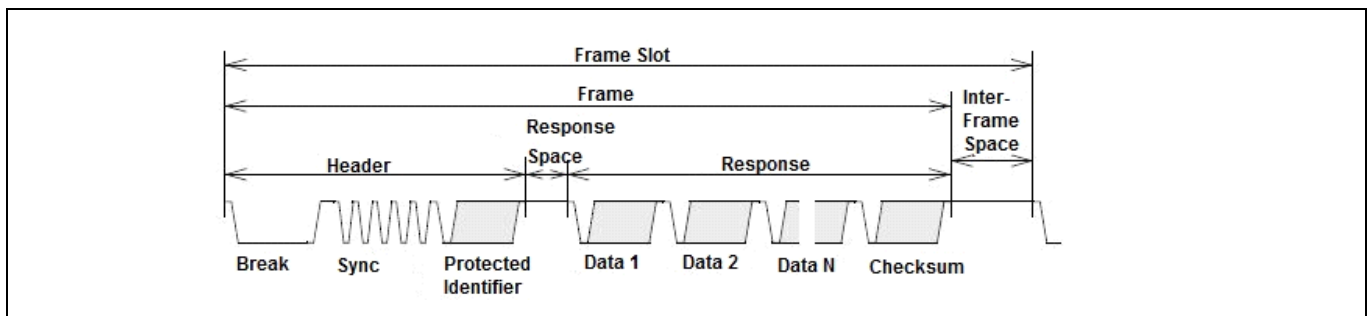 Frame Slot
Frame
Inter-
Frame
Space
Response
Space
Header
Response
Break
Sync
Protected
Identifier
Data 1
Data 2
Data N
Checksum